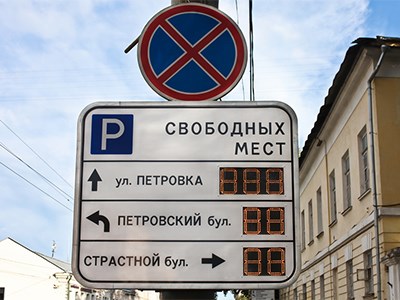 P
СВОБОДНЫХ
МЕСТ
ул. ПЕТРОВКА
ПЕТРОВСКИЙ бул.
СТРАСТНОЙ бул.